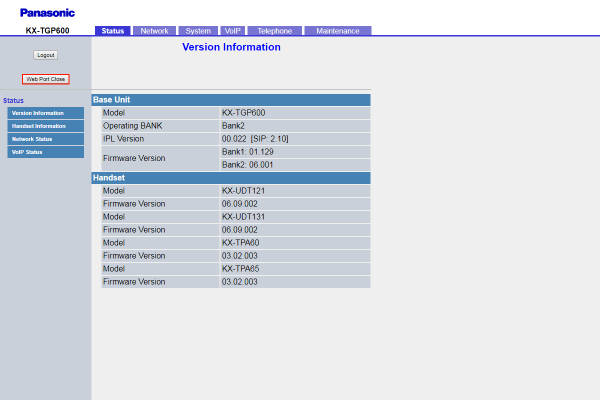 Panasonic
KX-TGP600
Status Network System VoIP Telephone Maintenance
Version Information
Logout
Web Port Close
Status
Version Information
Handset Information
Network Status
VoIP Status
Base Unit
Model KX-TGP600
Operating BANK Bank2
IPL Version 00.022 [SIP: 2.10]
Firmware Version Bank1: 01.129
Bank2: 06.001
Handset
Model KX-UDT121
Firmware Version 06.09.002
Model KX-UDT131
Firmware Version 06.09.002
Model KX-TPA60
Firmware Version 03.02.003
Model KX-TPA65
Firmware Version 03.02.003